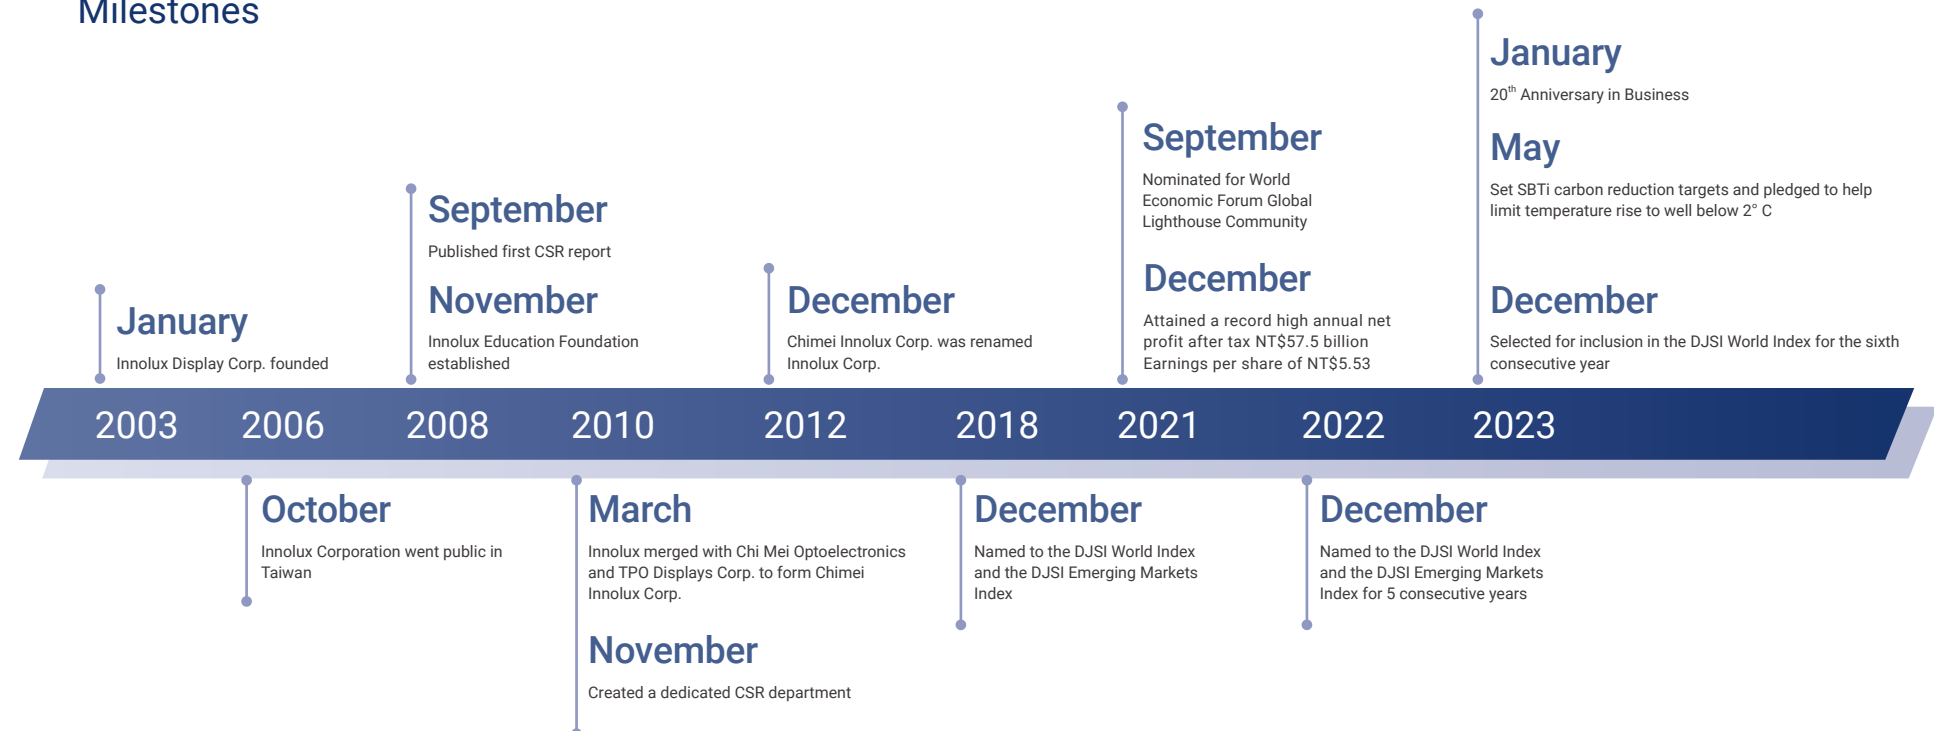 Milestones
January
Innolux Display Corp. founded
September
Published first CSR report
November
Innolux Education Foundation
established
December
Chimei Innolux Corp. was renamed
Innolux Corp.
September
Nominated for World
Economic Forum Global
Lighthouse Community
December
Attained a record high annual net
profit after tax NT$57.5 billion
Earnings per share of NT$5.53
January
20th Anniversary in Business
May
Set SBTi carbon reduction targets and pledged to help
limit temperature rise to well below 2° C
December
Selected for inclusion in the DJSI World Index for the sixth
consecutive year
2003 2006 2008 2010 2012 2018 2021 2022 2023
October
Innolux Corporation went public in
Taiwan
March
Innolux merged with Chi Mei Optoelectronics
and TPO Displays Corp. to form Chimei
Innolux Corp.
November
Created a dedicated CSR department
December
Named to the DJSI World Index
and the DJSI Emerging Markets
Index
December
Named to the DJSI World Index
and the DJSI Emerging Markets
Index for 5 consecutive years